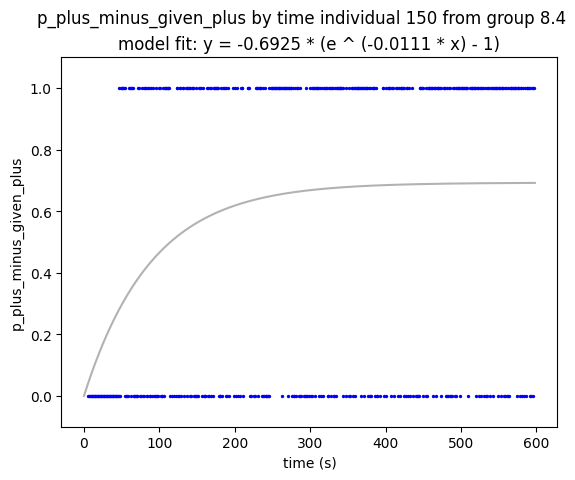 p_plus_minus_given_plus by time individual 150 from group 8.4
model fit: y = -0.6925 * (e ^ (-0.0111 * x) - 1)
p_plus_minus_given_plus
1.0
0.8
0.6
0.4
0.2
0.0
0 100 200 300 400 500 600
time (s)